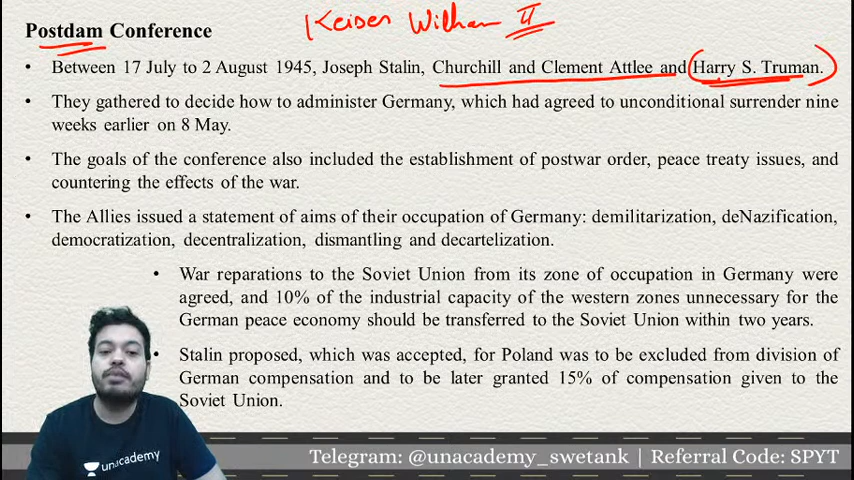 Keiser Wilham II
Postdam Conference
• Between 17 July to 2 August 1945, Joseph Stalin, Churchill and Clement Attlee and Harry S. Truman.
• They gathered to decide how to administer Germany, which had agreed to unconditional surrender nine
weeks earlier on 8 May.
• The goals of the conference also included the establishment of postwar order, peace treaty issues, and
countering the effects of the war.
• The Allies issued a statement of aims of their occupation of Germany: demilitarization, deNazification,
democratization, decentralization, dismantling and decartelization.
• War reparations to the Soviet Union from its zone of occupation in Germany were
agreed, and 10% of the industrial capacity of the western zones unnecessary for the
German peace economy should be transferred to the Soviet Union within two years.
• Stalin proposed, which was accepted, for Poland was to be excluded from division of
German compensation and to be later granted 15% of compensation given to the
Soviet Union.
unacademy
Telegram: @unacademy_swetank | Referral Code: SPYT